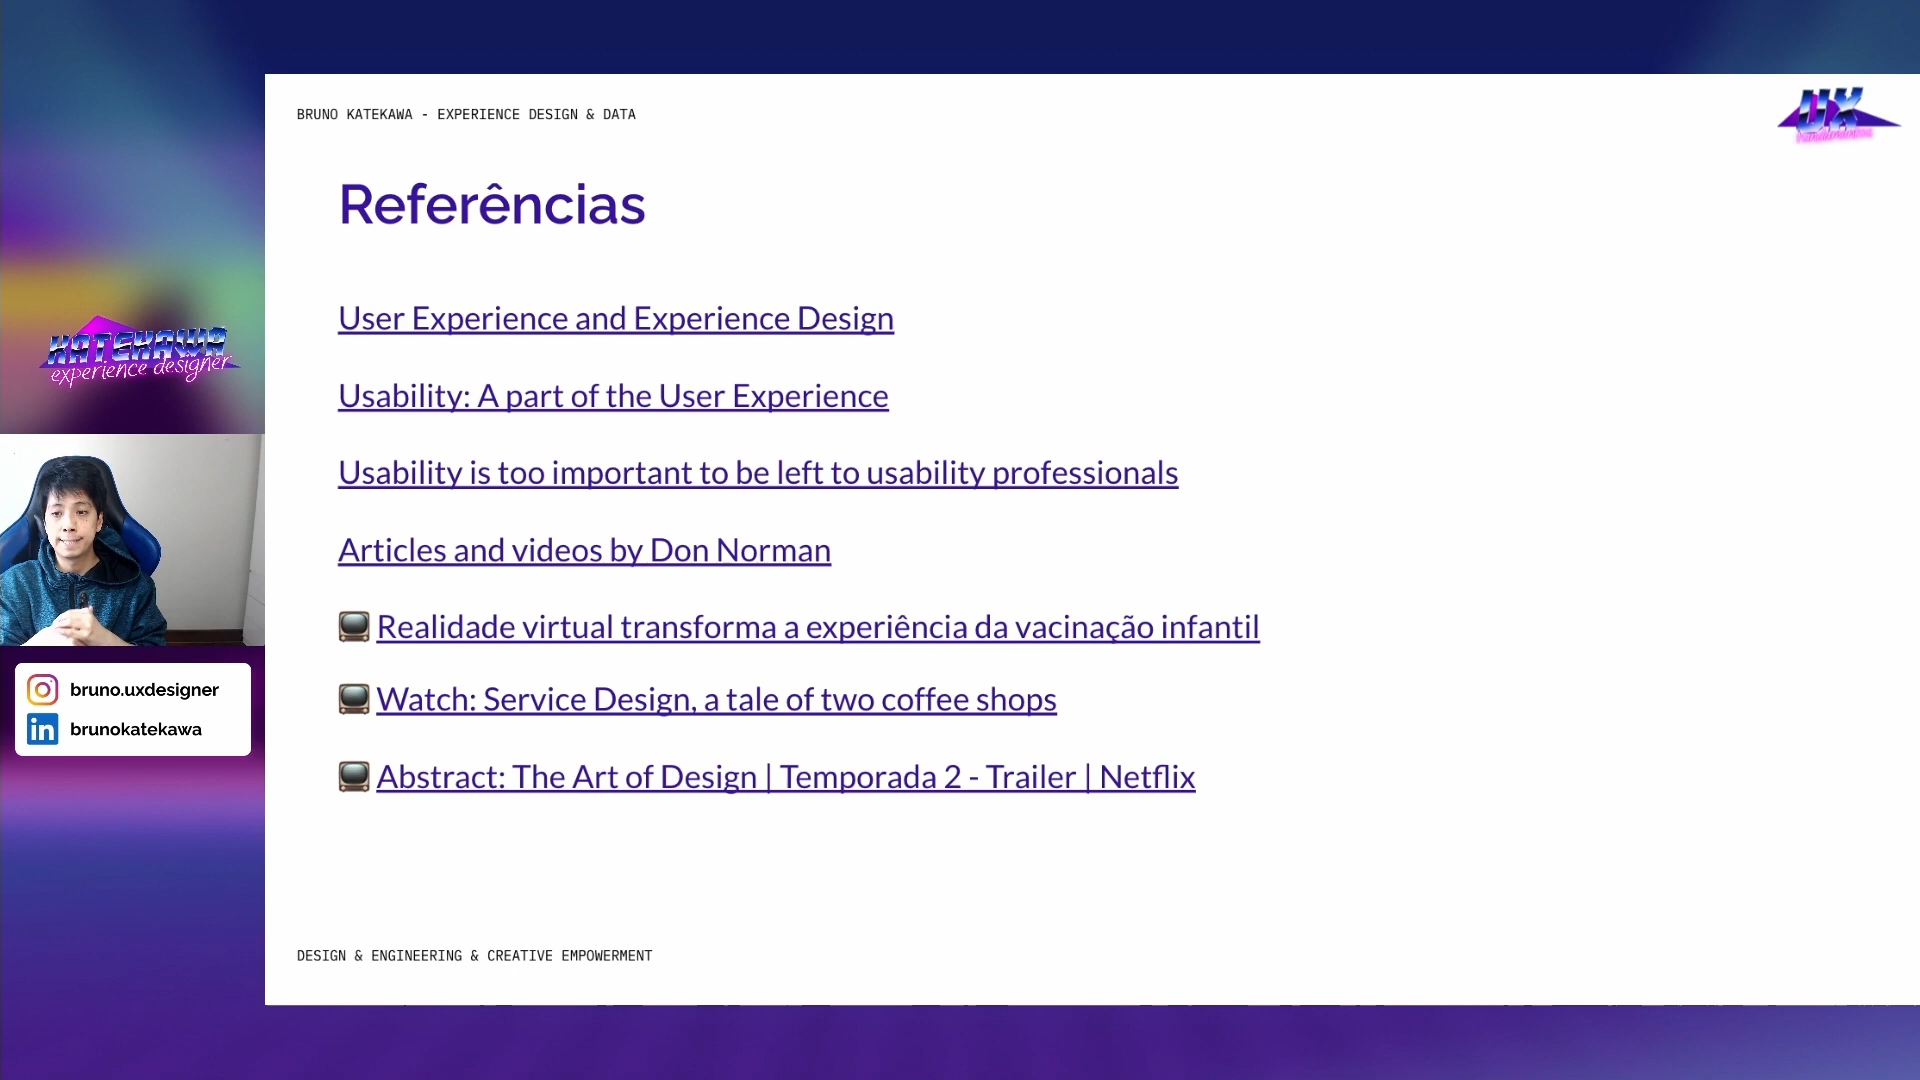 BRUNO KATEKAWA - EXPERIENCE DESIGN & DATA
UX
Referências
User Experience and Experience Design
Usability: A part of the User Experience
Usability is too important to be left to usability professionals
Articles and videos by Don Norman
Realidade virtual transforma a experiência da vacinação infantil
Watch: Service Design, a tale of two coffee shops
Abstract: The Art of Design | Temporada 2 - Trailer | Netflix
DESIGN & ENGINEERING & CREATIVE EMPOWERMENT
KATEKAWA
experience designer
bruno.uxdesigner
in
brunokatekawa